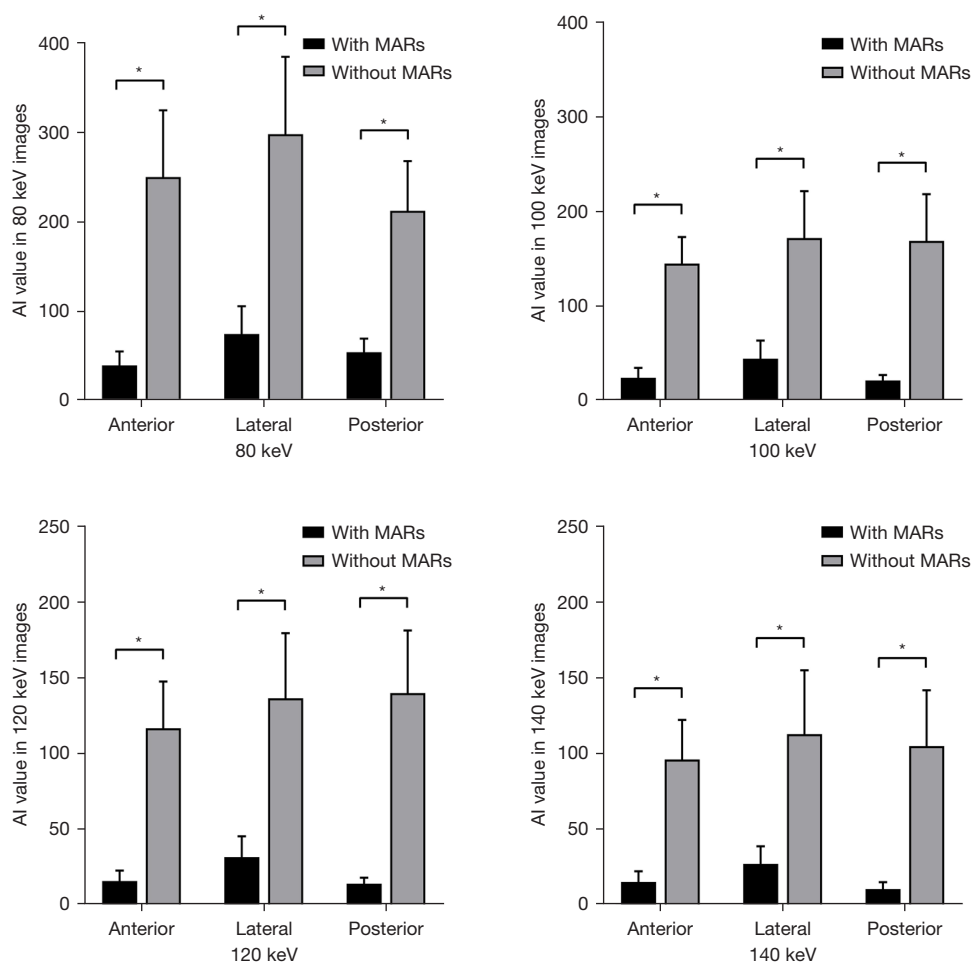 AI value in 80 keV images
400
300
200
100
0
*
*
*
With MARs
Without MARs
Anterior
Lateral
Posterior
80 keV
AI value in 100 keV images
400
300
200
100
0
*
*
*
With MARs
Without MARs
Anterior
Lateral
Posterior
100 keV
AI value in 120 keV images
250
200
150
100
50
0
*
*
*
With MARs
Without MARs
Anterior
Lateral
Posterior
120 keV
AI value in 140 keV images
250
200
150
100
50
0
*
*
*
With MARs
Without MARs
Anterior
Lateral
Posterior
140 keV